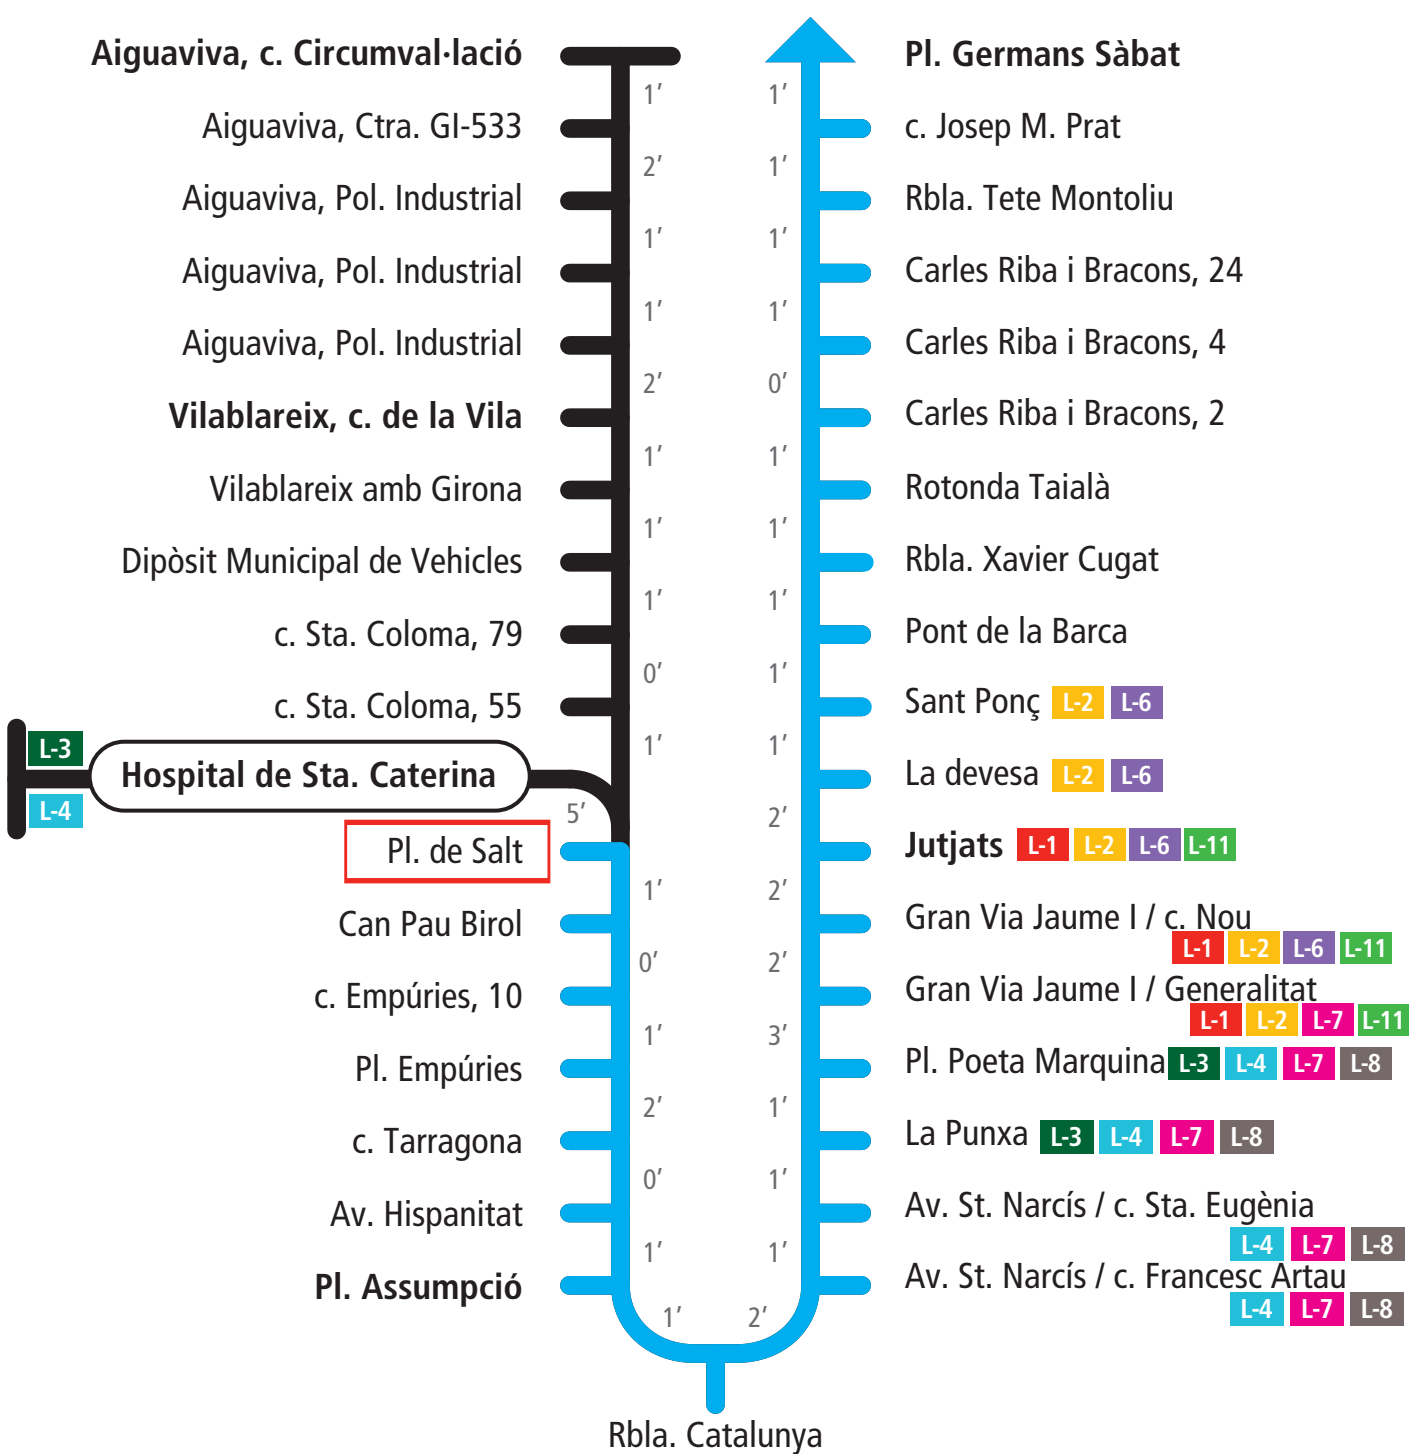 Aiguaviva, c. Circumval·lació
1’
Aiguaviva, Ctra. GI-533
2’
Aiguaviva, Pol. Industrial
1’
Aiguaviva, Pol. Industrial
1’
Aiguaviva, Pol. Industrial
2’
Vilablareix, c. de la Vila
1’
Vilablareix amb Girona
1’
Dipòsit Municipal de Vehicles
1’
c. Sta. Coloma, 79
0’
c. Sta. Coloma, 55
1’
L-3
Hospital de Sta. Caterina
L-4
5’
Pl. de Salt
1’
Can Pau Birol
0’
c. Empúries, 10
1’
Pl. Empúries
2’
c. Tarragona
0’
Av. Hispanitat
1’
Pl. Assumpció
1’
Rbla. Catalunya
2’
Pl. Germans Sàbat
1’
c. Josep M. Prat
1’
Rbla. Tete Montoliu
1’
Carles Riba i Bracons, 24
1’
Carles Riba i Bracons, 4
0’
Carles Riba i Bracons, 2
1’
Rotonda Taialà
1’
Rbla. Xavier Cugat
1’
Pont de la Barca
1’
Sant Ponç L-2 L-6
1’
La devesa L-2 L-6
2’
Jutjats L-1 L-2 L-6 L-11
2’
Gran Via Jaume I / c. Nou
L-1 L-2 L-6 L-11
2’
Gran Via Jaume I / Generalitat
L-1 L-2 L-7 L-11
3’
Pl. Poeta Marquina L-3 L-4 L-7 L-8
1’
La Punxa L-3 L-4 L-7 L-8
1’
Av. St. Narcís / c. Sta. Eugènia
L-4 L-7 L-8
1’
Av. St. Narcís / c. Francesc Artau
L-4 L-7 L-8